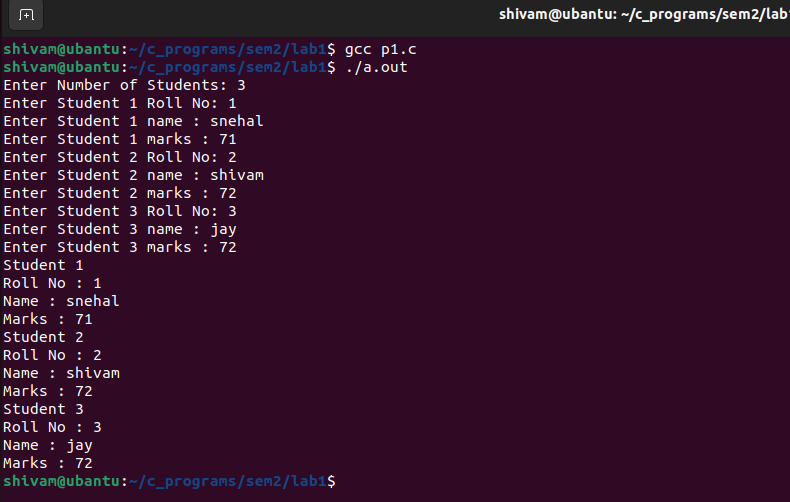 shivam@ubuntu: ~/c_programs/sem2/lab1
shivam@ubuntu:~/c_programs/sem2/lab1$ gcc p1.c
shivam@ubuntu:~/c_programs/sem2/lab1$ ./a.out
Enter Number of Students: 3
Enter Student 1 Roll No: 1
Enter Student 1 name : snehal
Enter Student 1 marks : 71
Enter Student 2 Roll No: 2
Enter Student 2 name : shivam
Enter Student 2 marks : 72
Enter Student 3 Roll No: 3
Enter Student 3 name : jay
Enter Student 3 marks : 72
Student 1
Roll No : 1
Name : snehal
Marks : 71
Student 2
Roll No : 2
Name : shivam
Marks : 72
Student 3
Roll No : 3
Name : jay
Marks : 72
shivam@ubuntu:~/c_programs/sem2/lab1$